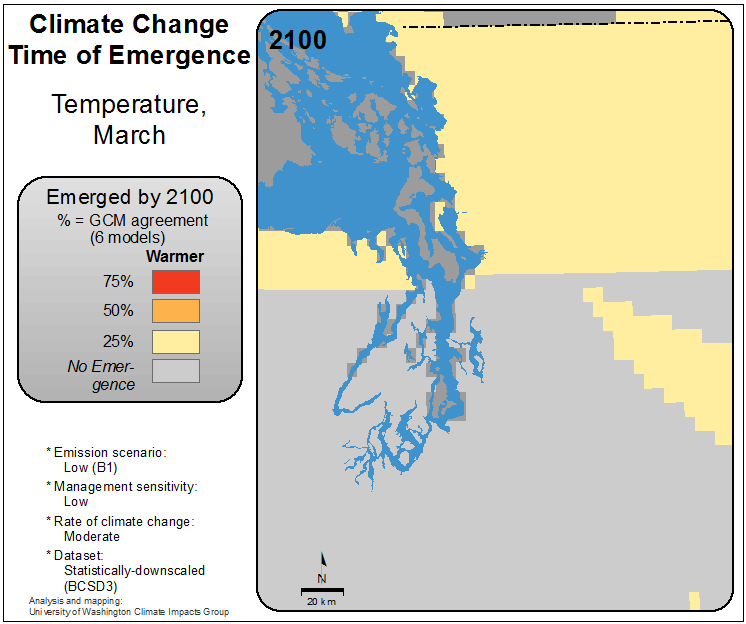 Climate Change
Time of Emergence
Temperature,
March
Emerged by 2100
% = GCM agreement
(6 models)
Warmer
75%
50%
25%
No Emer-
gence
* Emission scenario:
Low (B1)
* Management sensitivity:
Low
* Rate of climate change:
Moderate
* Dataset:
Statistically-downscaled
(BCSD3)
Analysis and mapping:
University of Washington Climate Impacts Group
2100
N
20 km